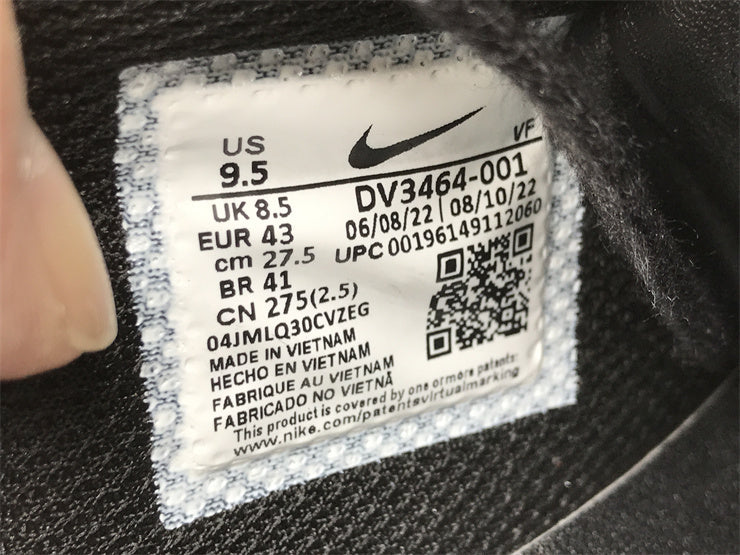 US
9.5
VF
UK 8.5
DV3464-001
EUR 43
06/08/22 | 08/10/22
cm 27.5
UPC 00196149112060
BR 41
CN 275(2.5)
04JMLQ30CVZEG
MADE IN VIETNAM
HECHO EN VIETNAM
FABRIQUE AU VIETNAM
FABRICADO NO VIETNÃ
This product is covered by one or more patents:
www.nike.com/patentsvirtualmarking